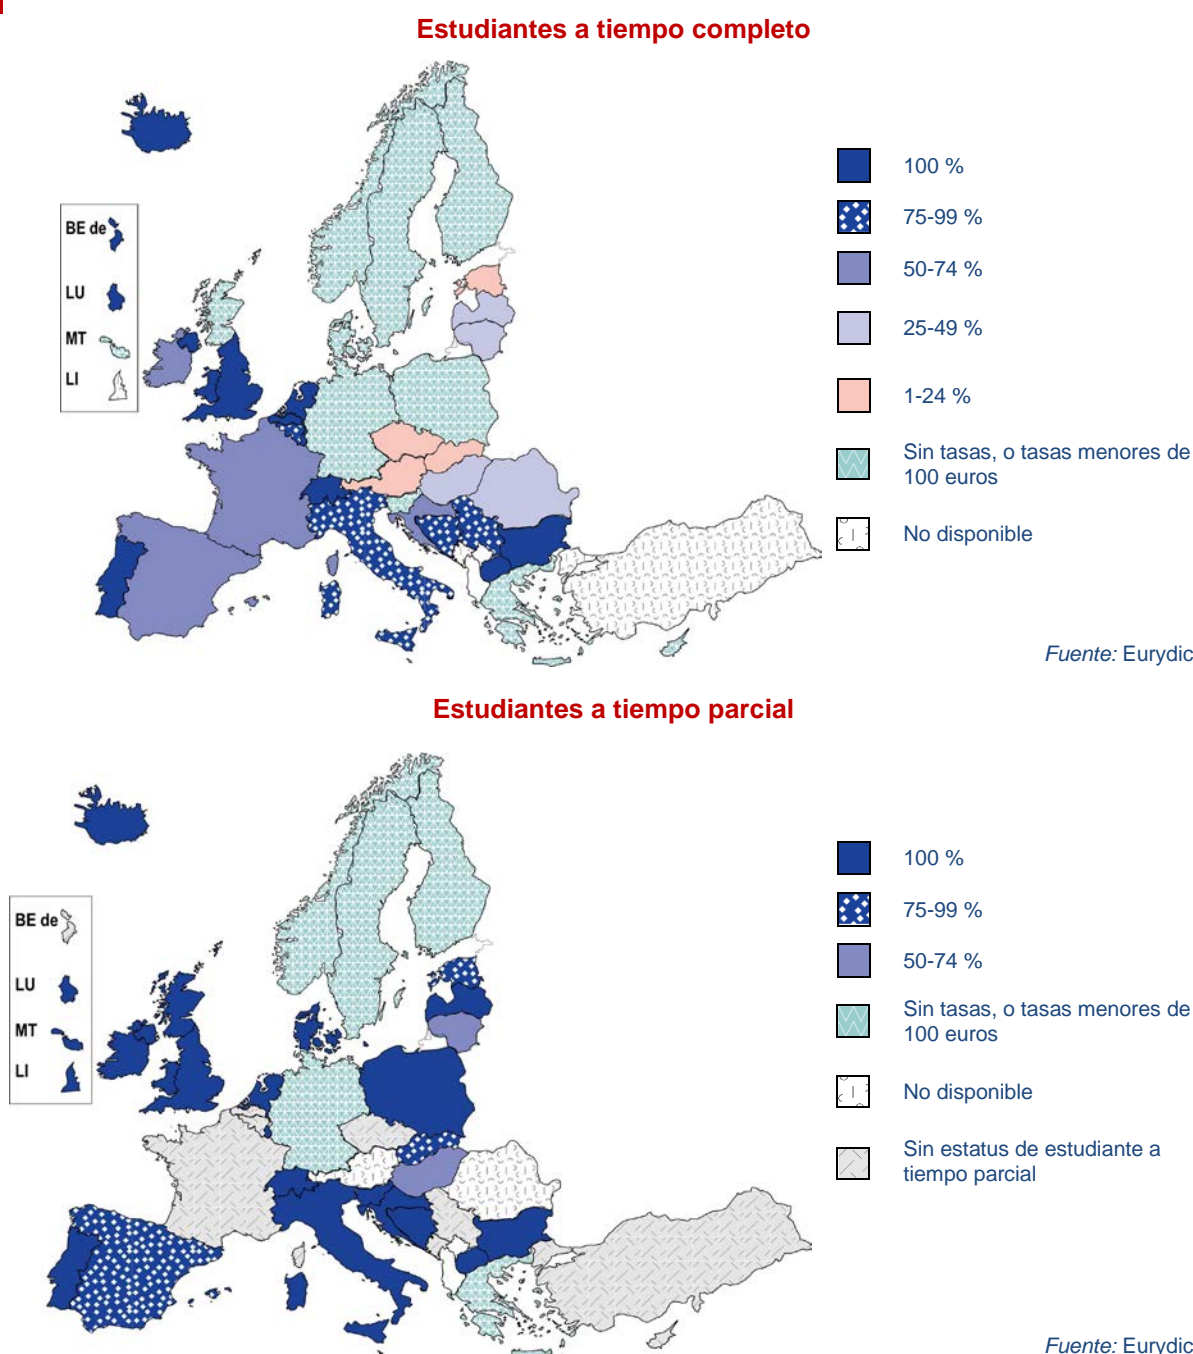 Estudiantes a tiempo completo
BE de
LU
MT
LI
100 %
75-99 %
50-74 %
25-49 %
1-24 %
Sin tasas, o tasas menores de
100 euros
No disponible
Fuente: Eurydic
Estudiantes a tiempo parcial
BE de
LU
MT
LI
100 %
75-99 %
50-74 %
Sin tasas, o tasas menores de
100 euros
No disponible
Sin estatus de estudiante a
tiempo parcial
Fuente: Eurydic